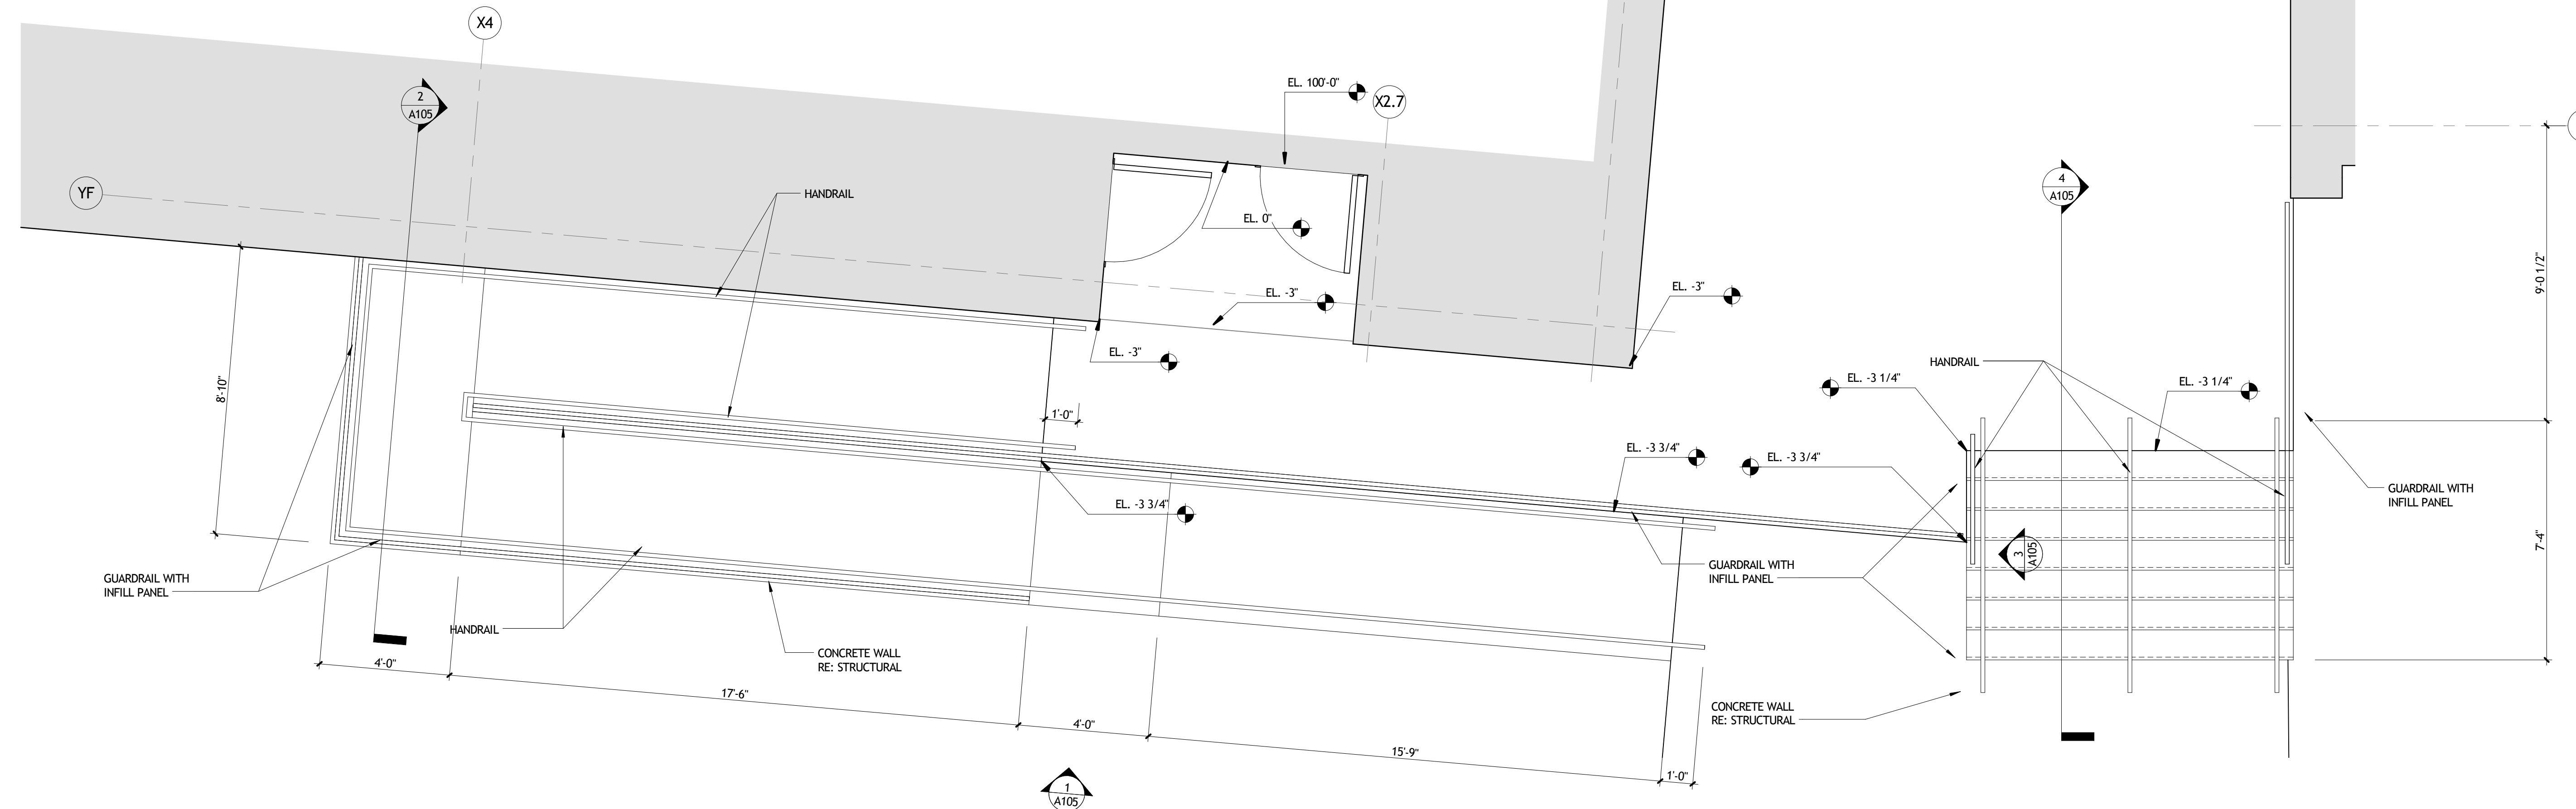 X4
2
A105
EL. 100'-0"
X2.7
YF
HANDRAIL
EL. 0"
EL. -3"
EL. -3"
EL. -3"
8'-10"
1'-0"
EL. -3 3/4"
EL. -3 3/4"
EL. -3 3/4"
GUARDRAIL WITH
INFILL PANEL
HANDRAIL
CONCRETE WALL
RE: STRUCTURAL
4'-0"
17'-6"
4'-0"
15'-9"
1'-0"
1
A105
GUARDRAIL WITH
INFILL PANEL
CONCRETE WALL
RE: STRUCTURAL
4
A105
HANDRAIL
EL. -3 1/4"
EL. -3 1/4"
3
A105
GUARDRAIL WITH
INFILL PANEL
9'-0 1/2"
7'-4"